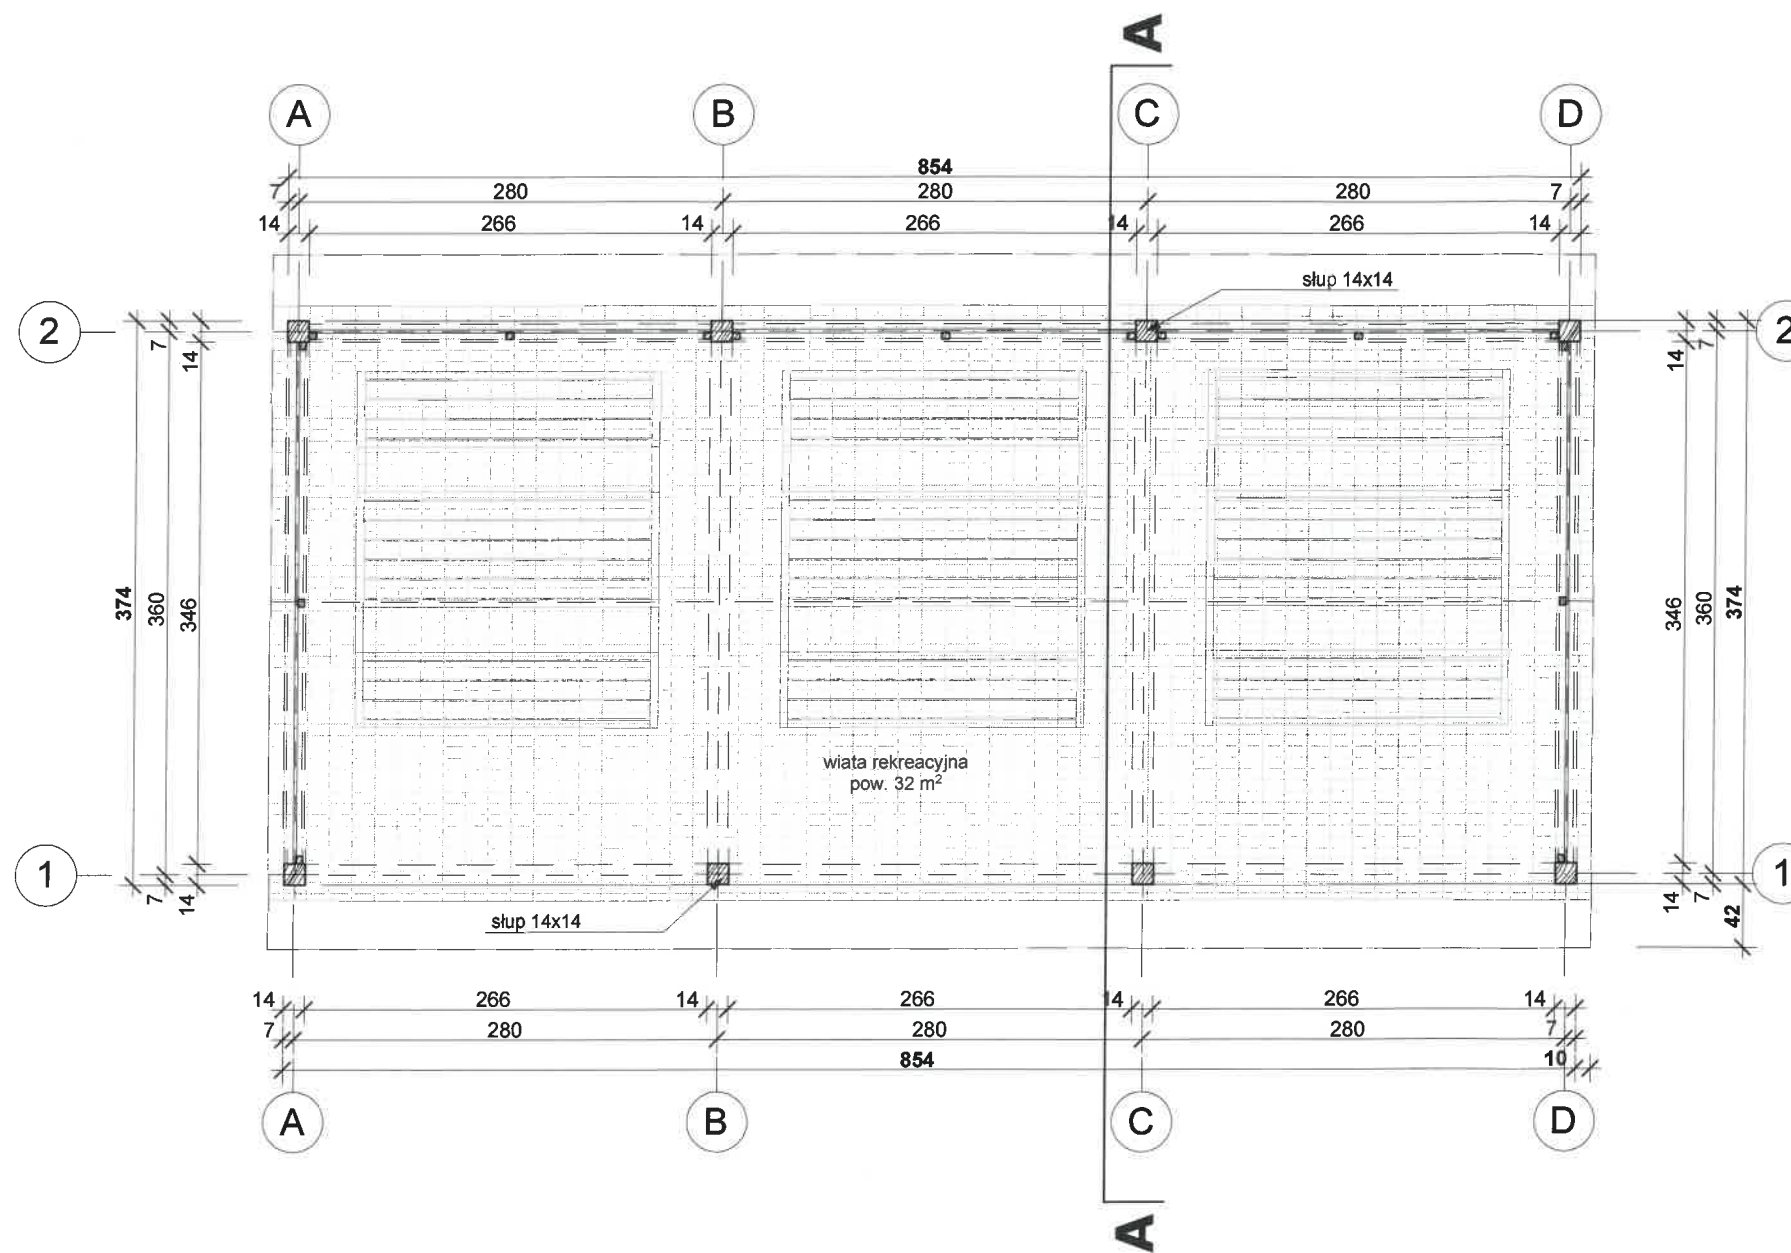 A
A B C D
854
7 280 280 280 7
14 266 14 266 14 266 14
słup 14x14
2 2
7 14 14 7
374 360 346 346 360 374
wiata rekreacyjna
pow. 32 m²
1 1
7 14 14 7 42
słup 14x14
14 266 14 266 14 266 14
7 280 280 280 7
854 10
A B C D
A